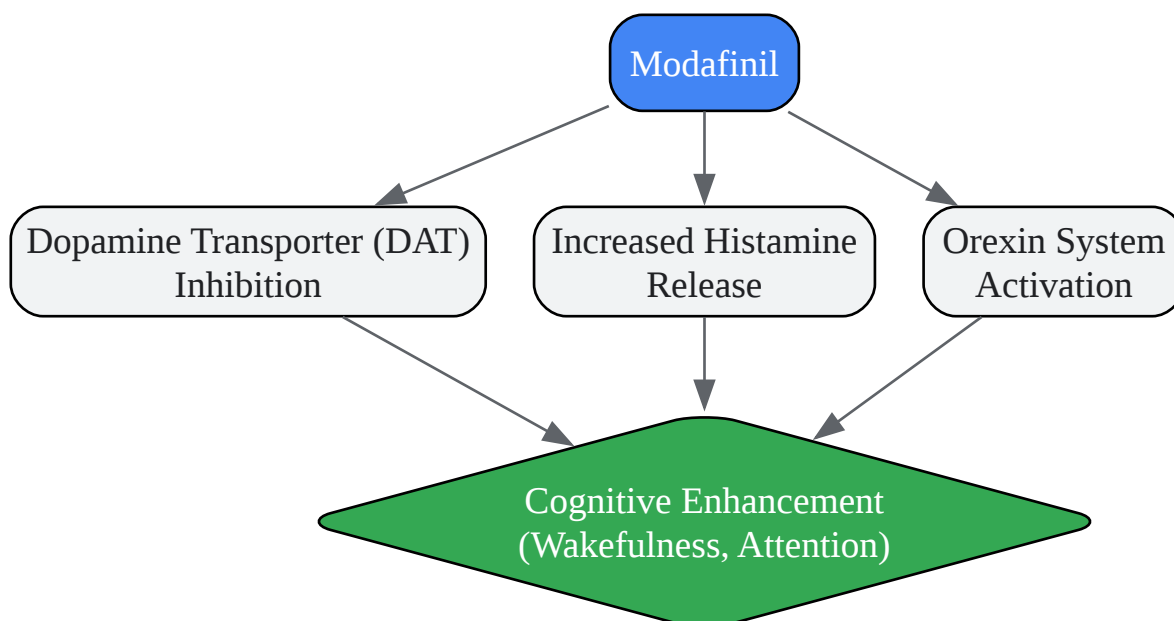 Modafinil
Dopamine Transporter (DAT)
Inhibition
Increased Histamine
Release
Orexin System
Activation
Cognitive Enhancement
(Wakefulness, Attention)